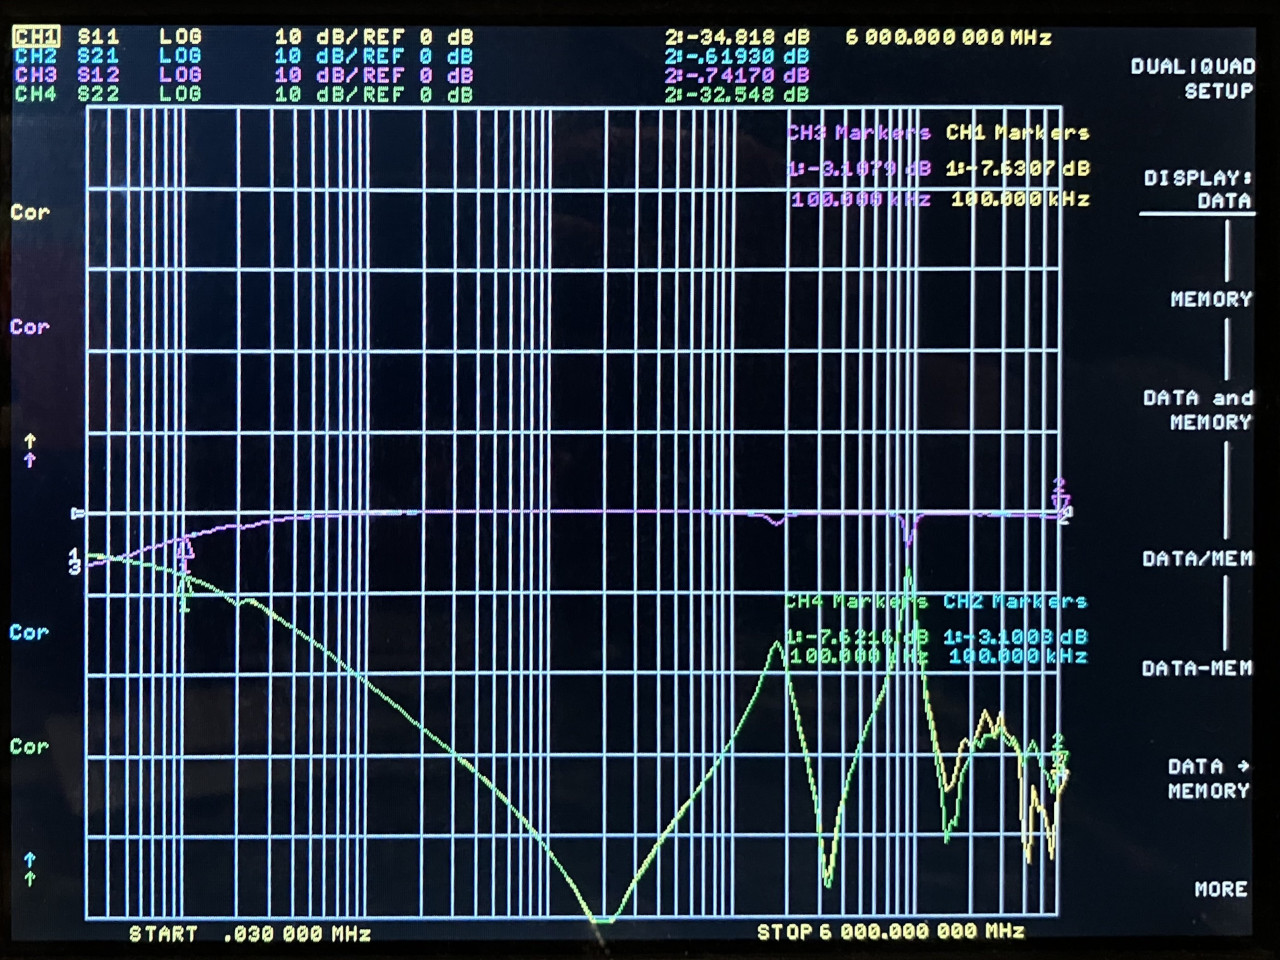 CH1 S11 LOG 10 dB/REF 0 dB 2:-34.818 dB 6 000.000 000 MHz
CH2 S21 LOG 10 dB/REF 0 dB 2:-.61930 dB
CH3 S12 LOG 10 dB/REF 0 dB 2:-.74170 dB
CH4 S22 LOG 10 dB/REF 0 dB 2:-32.548 dB
DUAL|QUAD
SETUP
CH3 Markers CH1 Markers
1:-3.1079 dB 1:-7.6307 dB
100.000 kHz 100.000 kHz
DISPLAY:
DATA
Cor
MEMORY
Cor
DATA and
MEMORY
↑
↑
2
1
3
1
2
DATA/MEM
CH4 Markers CH2 Markers
1:-7.6216 dB 1:-3.1003 dB
100.000 kHz 100.000 kHz
Cor
DATA-MEM
Cor
2
DATA →
MEMORY
↑
↑
MORE
START .030 000 MHz STOP 6 000.000 000 MHz